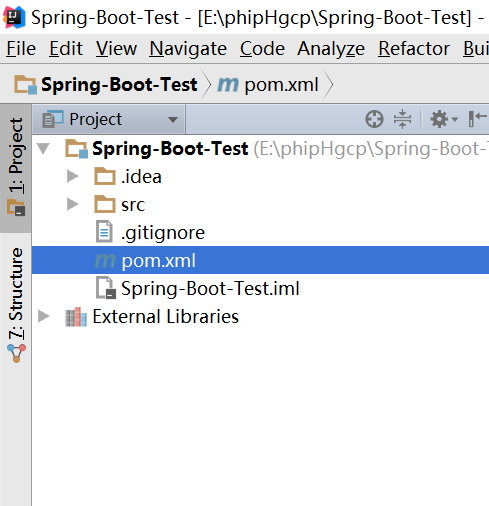 Spring-Boot-Test - [E:\phipHgcp\Spring-Boot-Test] -
File Edit View Navigate Code Analyze Refactor Bui
Spring-Boot-Test pom.xml
Project
1: Project
Spring-Boot-Test (E:\phipHgcp\Spring-Boot-T
.idea
src
.gitignore
pom.xml
Spring-Boot-Test.iml
External Libraries
7: Structure